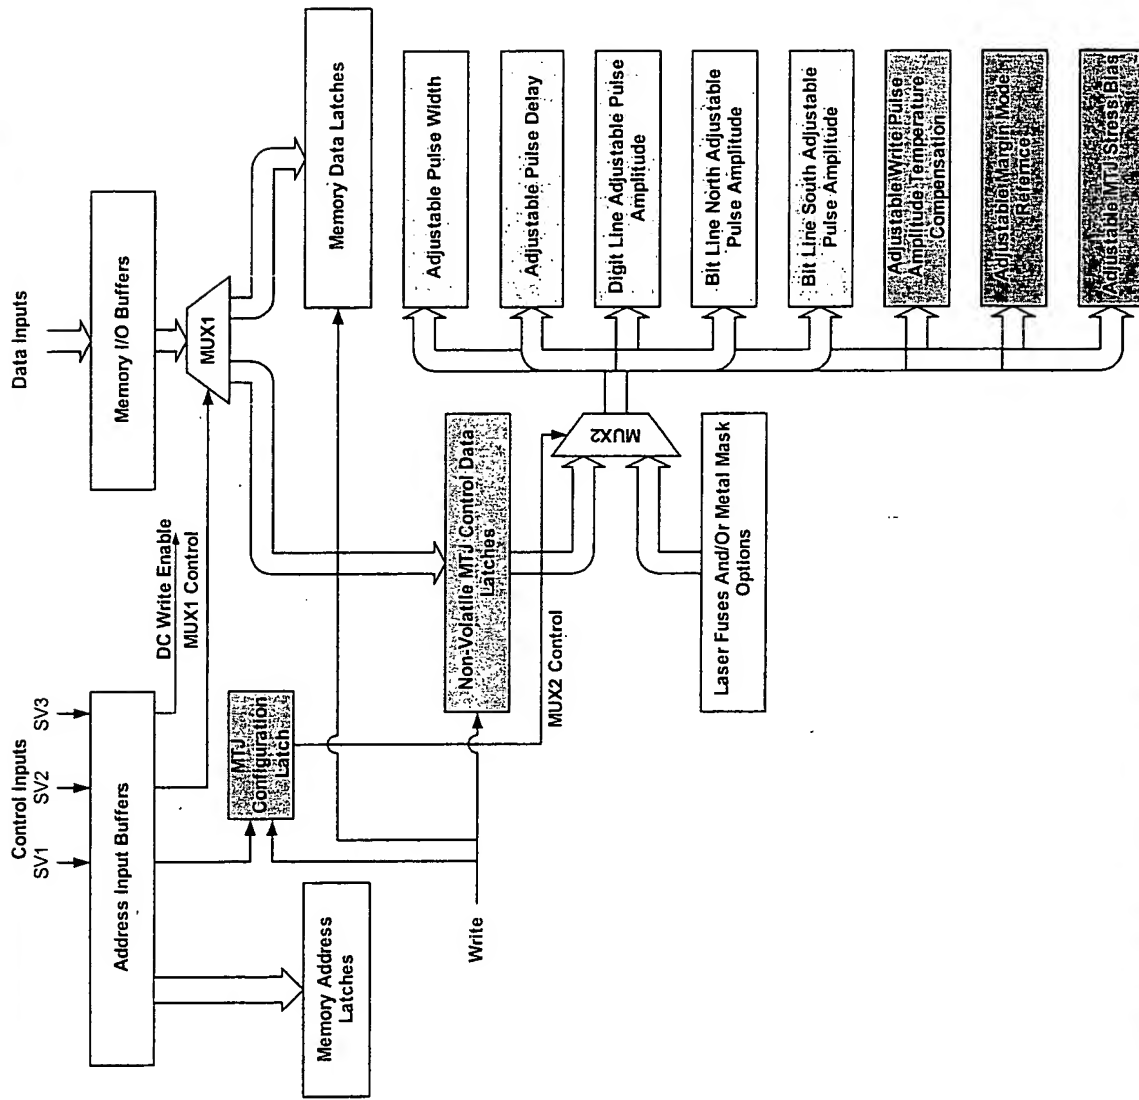 Control Inputs
SV1
SV2
SV3
Address Input Buffers
Memory Address
Latches
MTJ
Configuration
Latch
DC Write Enable
MUX1 Control
Data Inputs
Memory I/O Buffers
MUX1
Memory Data Latches
Write
Non-Volatile MTJ Control Data
Latches
MUX2 Control
MUX2
Laser Fuses And/Or Metal Mask
Options
Adjustable Pulse Width
Adjustable Pulse Delay
Digit Line Adjustable Pulse
Amplitude
Bit Line North Adjustable
Pulse Amplitude
Bit Line South Adjustable
Pulse Amplitude
Adjustable Write Pulse
Amplitude Temperature
Compensation
Adjustable Margin Mode
Refernce
Adjustable MTJ Stress Bias